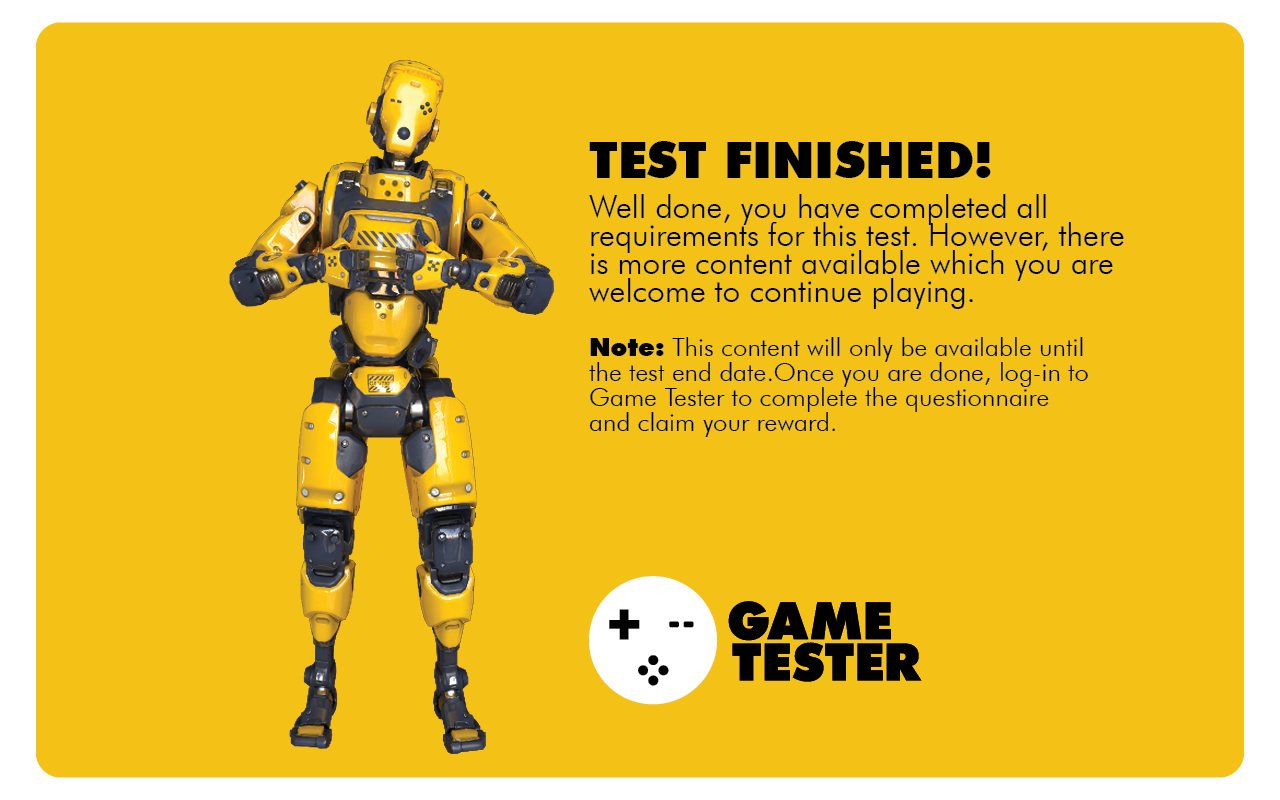 TEST FINISHED!
Well done, you have completed all
requirements for this test. However, there
is more content available which you are
welcome to continue playing.
Note: This content will only be available until
the test end date.Once you are done, log-in to
Game Tester to complete the questionnaire
and claim your reward.
GAME
TESTER